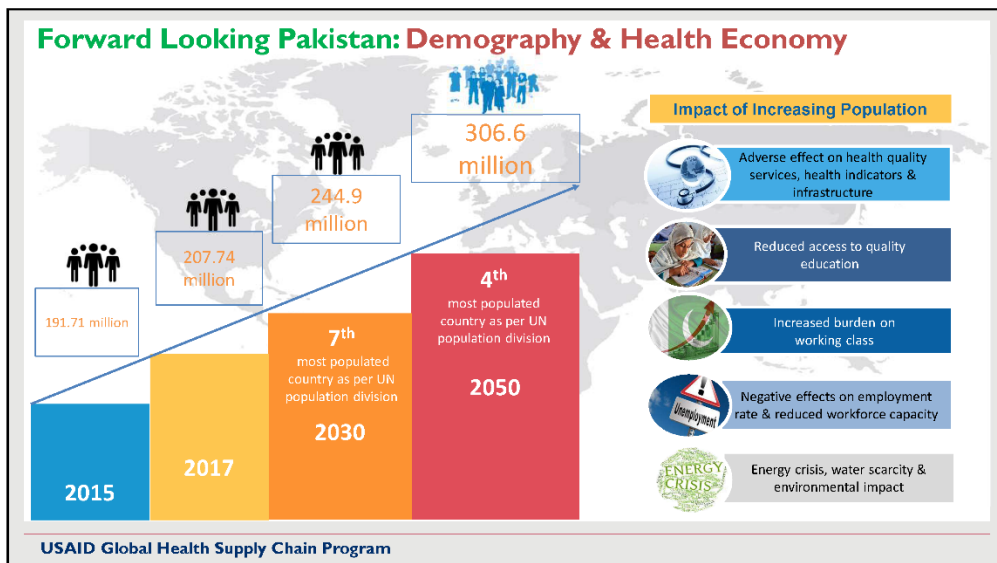 Forward Looking Pakistan: Demography & Health Economy
306.6
million
244.9
million
207.74
million
191.71 million
4th
most populated
country as per UN
population division
2050
7th
most populated
country as per UN
population division
2030
2017
2015
Impact of Increasing Population
Adverse effect on health quality
services, health indicators &
infrastructure
Reduced access to quality
education
Increased burden on
working class
Unemployment
Negative effects on employment
rate & reduced workforce capacity
ENERGY
CRISIS
Energy crisis, water scarcity &
environmental impact
USAID Global Health Supply Chain Program